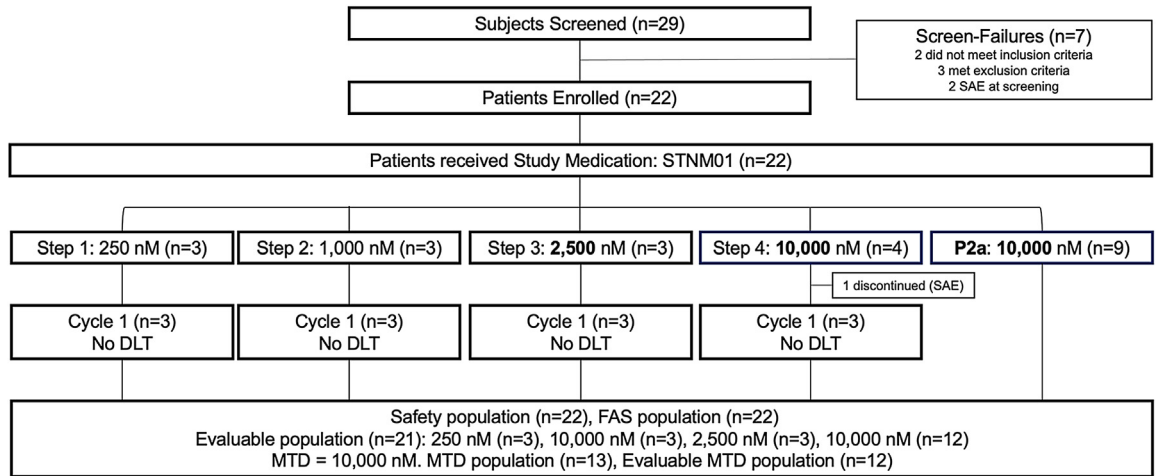 Subjects Screened (n=29)
Screen-Failures (n=7)
2 did not meet inclusion criteria
3 met exclusion criteria
2 SAE at screening
Patients Enrolled (n=22)
Patients received Study Medication: STNM01 (n=22)
Step 1: 250 nM (n=3)
Step 2: 1,000 nM (n=3)
Step 3: 2,500 nM (n=3)
Step 4: 10,000 nM (n=4)
P2a: 10,000 nM (n=9)
1 discontinued (SAE)
Cycle 1 (n=3)
No DLT
Cycle 1 (n=3)
No DLT
Cycle 1 (n=3)
No DLT
Cycle 1 (n=3)
No DLT
Safety population (n=22), FAS population (n=22)
Evaluable population (n=21): 250 nM (n=3), 10,000 nM (n=3), 2,500 nM (n=3), 10,000 nM (n=12)
MTD = 10,000 nM. MTD population (n=13), Evaluable MTD population (n=12)